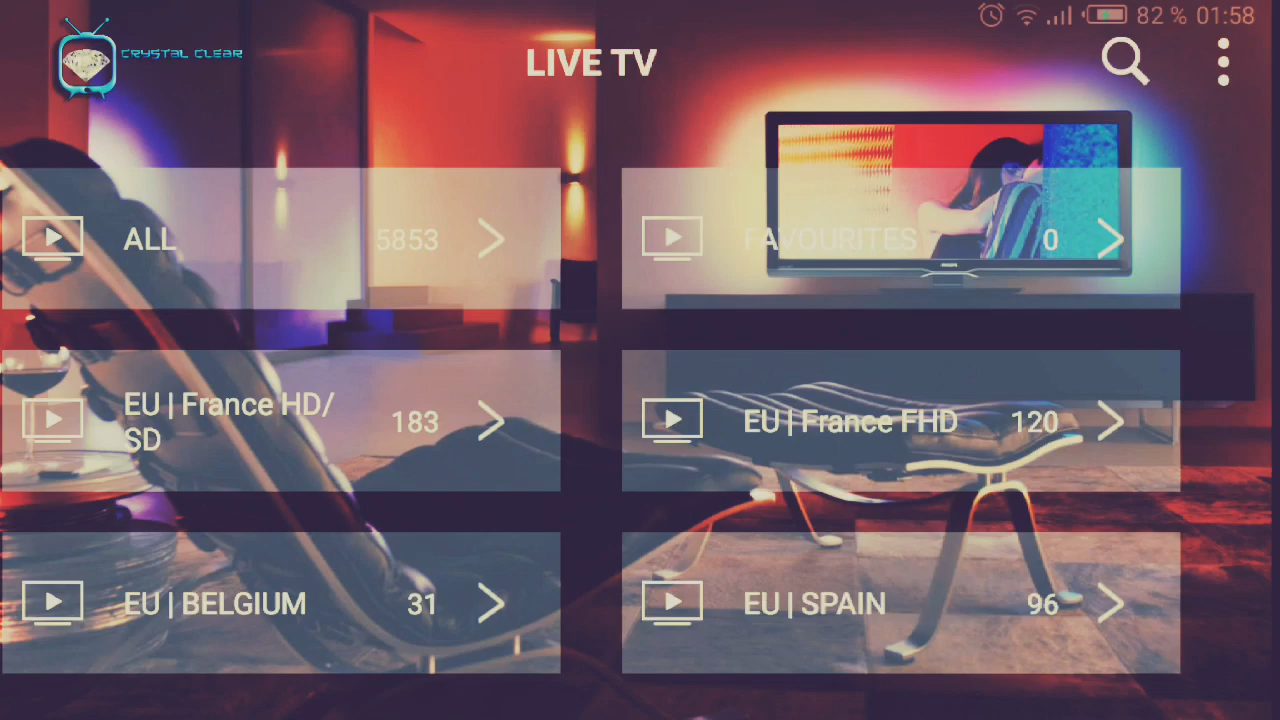 82 % 01:58
CRYSTAL CLEAR
LIVE TV
ALL 5853
FAVOURITES 0
EU | France HD/
SD 183
EU | France FHD 120
EU | BELGIUM 31
EU | SPAIN 96